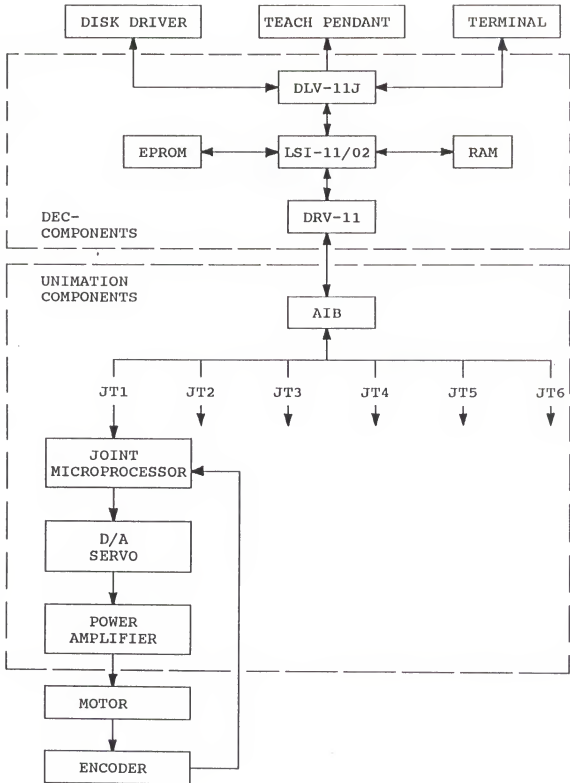 DISK DRIVER
TEACH PENDANT
TERMINAL
DLV-11J
EPROM
LSI-11/02
RAM
DRV-11
DEC-
COMPONENTS
UNIMATION
COMPONENTS
AIB
JT1
JT2
JT3
JT4
JT5
JT6
JOINT
MICROPROCESSOR
D/A
SERVO
POWER
AMPLIFIER
MOTOR
ENCODER